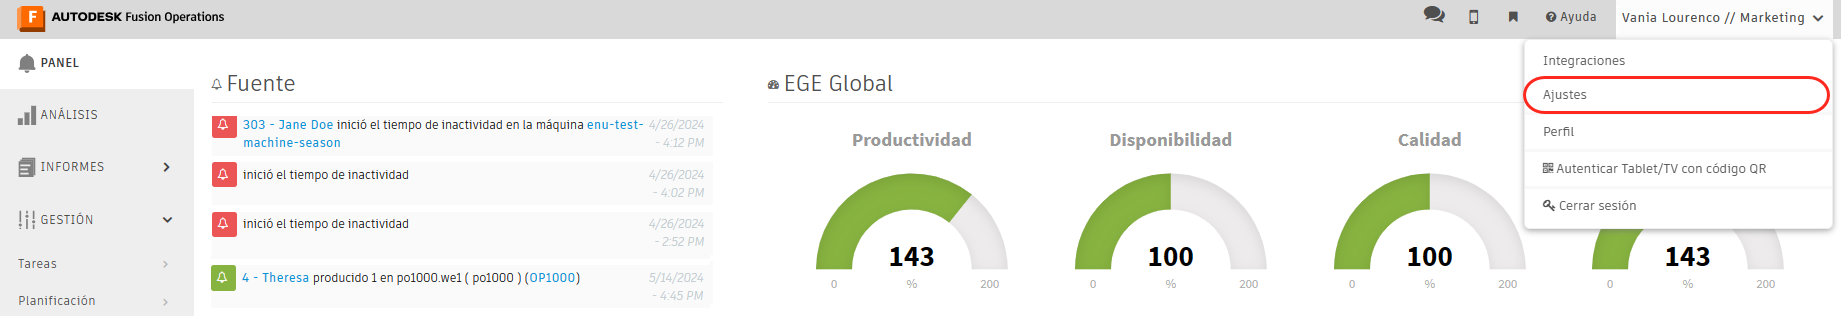 AUTODESK Fusion Operations
Ayuda
Vania Lourenco // Marketing
PANEL
ANÁLISIS
INFORMES
GESTIÓN
Tareas
Planificación
Fuente
303 - Jane Doe inició el tiempo de inactividad en la máquina enu-test-
machine-season
4/26/2024
- 4:12 PM
inició el tiempo de inactividad
4/26/2024
- 4:02 PM
inició el tiempo de inactividad
4/26/2024
- 2:52 PM
4 - Theresa producido 1 en po1000.we1 ( po1000 ) (OP1000)
5/14/2024
- 4:45 PM
EGE Global
Productividad
143
0 % 200
Disponibilidad
100
0 % 200
Calidad
100
0 % 200
143
0 % 200
Integraciones
Ajustes
Perfil
Autenticar Tablet/TV con código QR
Cerrar sesión